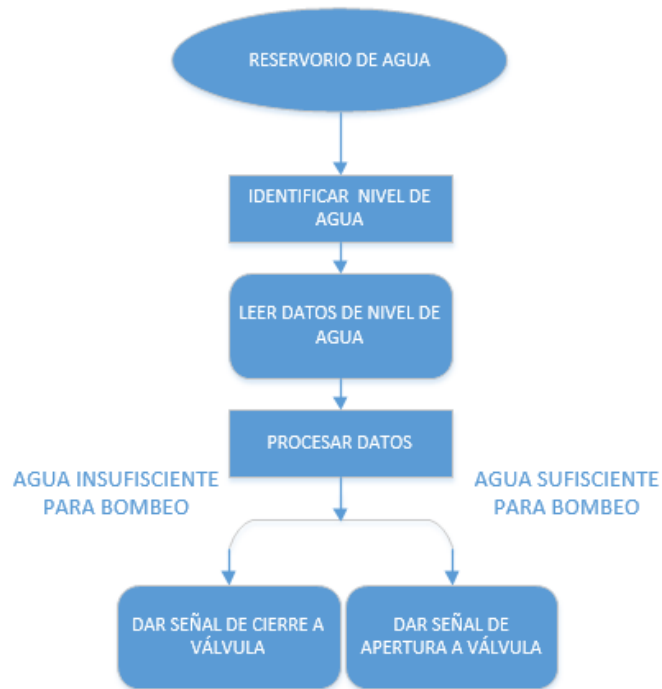 RESERVORIO DE AGUA
IDENTIFICAR NIVEL DE
AGUA
LEER DATOS DE NIVEL DE
AGUA
PROCESAR DATOS
AGUA INSUFISCIENTE
PARA BOMBEO
AGUA SUFISCIENTE
PARA BOMBEO
DAR SEÑAL DE CIERRE A
VÁLVULA
DAR SEÑAL DE
APERTURA A VÁLVULA